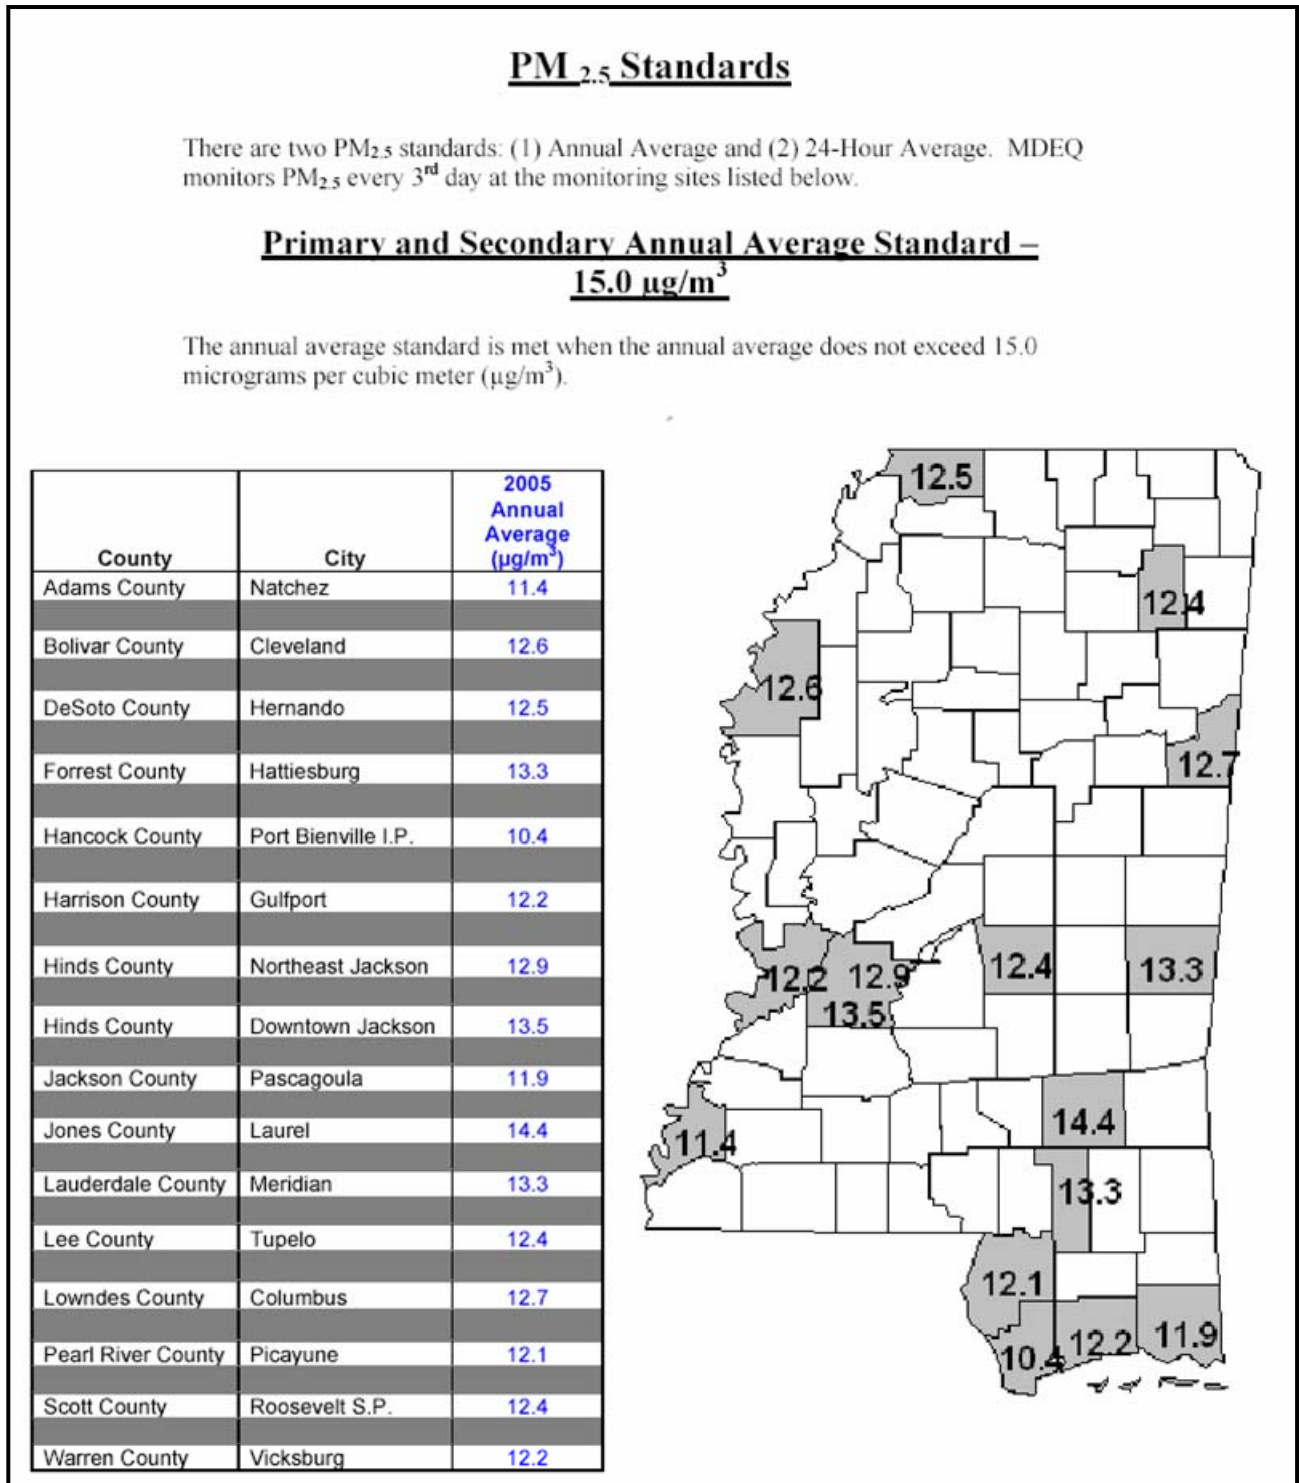 PM 2.5 Standards
There are two PM2.5 standards: (1) Annual Average and (2) 24-Hour Average. MDEQ
monitors PM2.5 every 3rd day at the monitoring sites listed below.
Primary and Secondary Annual Average Standard –
15.0 µg/m3
The annual average standard is met when the annual average does not exceed 15.0
micrograms per cubic meter (µg/m3).
County City 2005 Annual Average (µg/m3)
Adams County Natchez 11.4
Bolivar County Cleveland 12.6
DeSoto County Hernando 12.5
Forrest County Hattiesburg 13.3
Hancock County Port Bienville I.P. 10.4
Harrison County Gulfport 12.2
Hinds County Northeast Jackson 12.9
Hinds County Downtown Jackson 13.5
Jackson County Pascagoula 11.9
Jones County Laurel 14.4
Lauderdale County Meridian 13.3
Lee County Tupelo 12.4
Lowndes County Columbus 12.7
Pearl River County Picayune 12.1
Scott County Roosevelt S.P. 12.4
Warren County Vicksburg 12.2
12.5
12.4
12.6
12.7
12.2 12.9 12.4 13.3
13.5
14.4
11.4
13.3
12.1
10.4 12.2 11.9